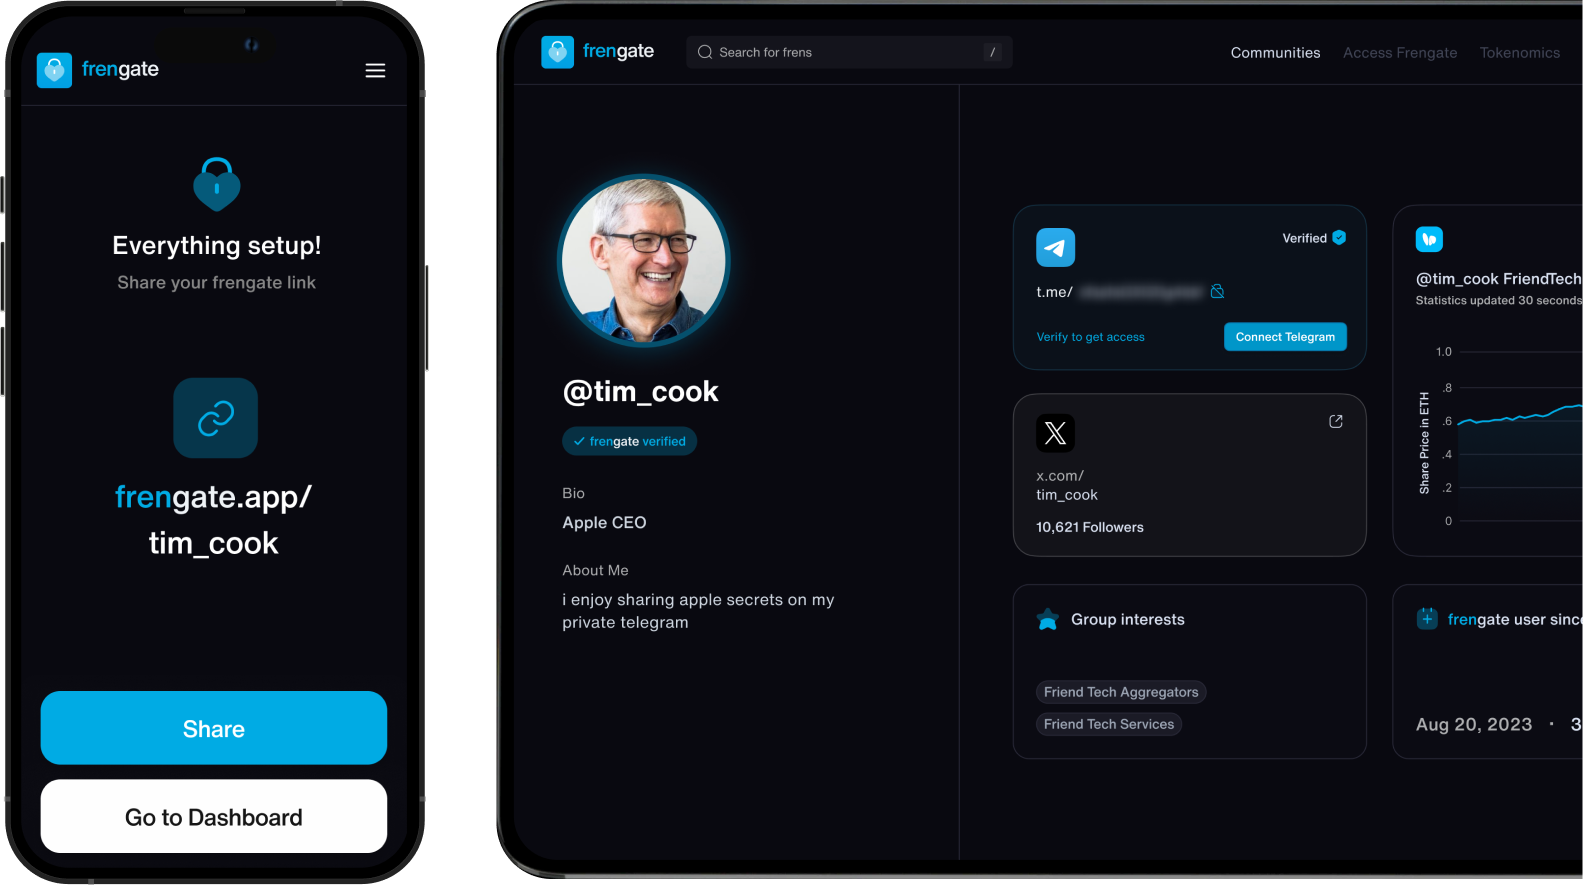 frengate
Everything setup!
Share your frengate link
frengate.app/
tim_cook
Share
Go to Dashboard
frengate
Search for frens
/
Communities
Access Frengate
Tokenomics
@tim_cook
frengate verified
Bio
Apple CEO
About Me
i enjoy sharing apple secrets on my
private telegram
Verified
t.me/
Verify to get access
Connect Telegram
x.com/
tim_cook
10,621 Followers
Group interests
Friend Tech Aggregators
Friend Tech Services
@tim_cook FriendTech
Statistics updated 30 seconds
Share Price in ETH
1.0
.8
.6
.4
.2
0
frengate user since
Aug 20, 2023 · 3